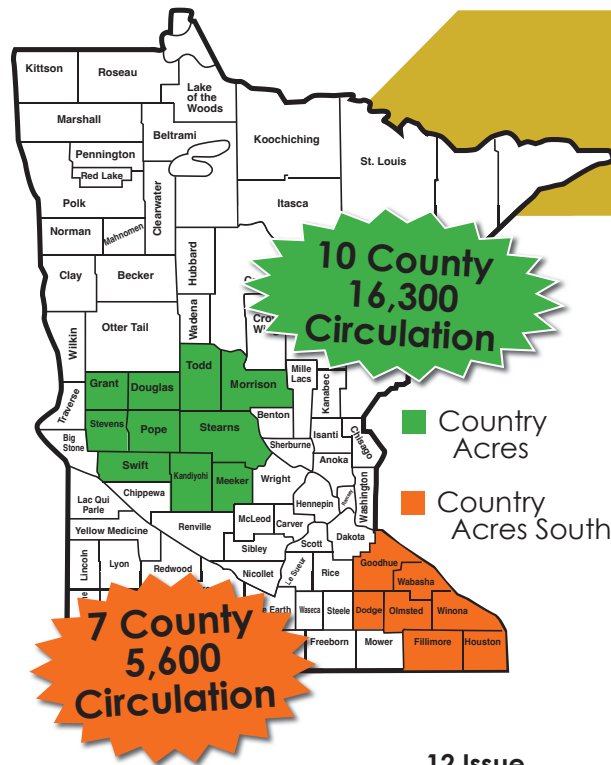 Kittson
Roseau
Lake
of the
Woods
Marshall
Beltrami
Koochiching
St. Louis
Pennington
Red Lake
Clearwater
Polk
Itasca
Norman
Mahnomen
Hubbard
Clay
Becker
10 County
16,300
Circulation
Wadena
Otter Tail
Wilkin
Todd
Mille
Lacs
Kanabec
Grant
Douglas
Morrison
Traverse
Stevens
Pope
Stearns
Benton
Isanti
Chisago
Country
Acres
Big
Stone
Sherburne
Anoka
Swift
Kandiyohi
Meeker
Wright
Washington
Lac Qui
Parle
Chippewa
Hennepin
Ramsey
Country
Acres South
Renville
McLeod
Carver
Yellow Medicine
Scott
Dakota
Sibley
Goodhue
Lincoln
Lyon
Redwood
Nicollet
Le Sueur
Rice
Wabasha
Earth
Waseca
Steele
Dodge
Olmsted
Winona
7 County
5,600
Circulation
Freeborn
Mower
Fillmore
Houston
12 Issue